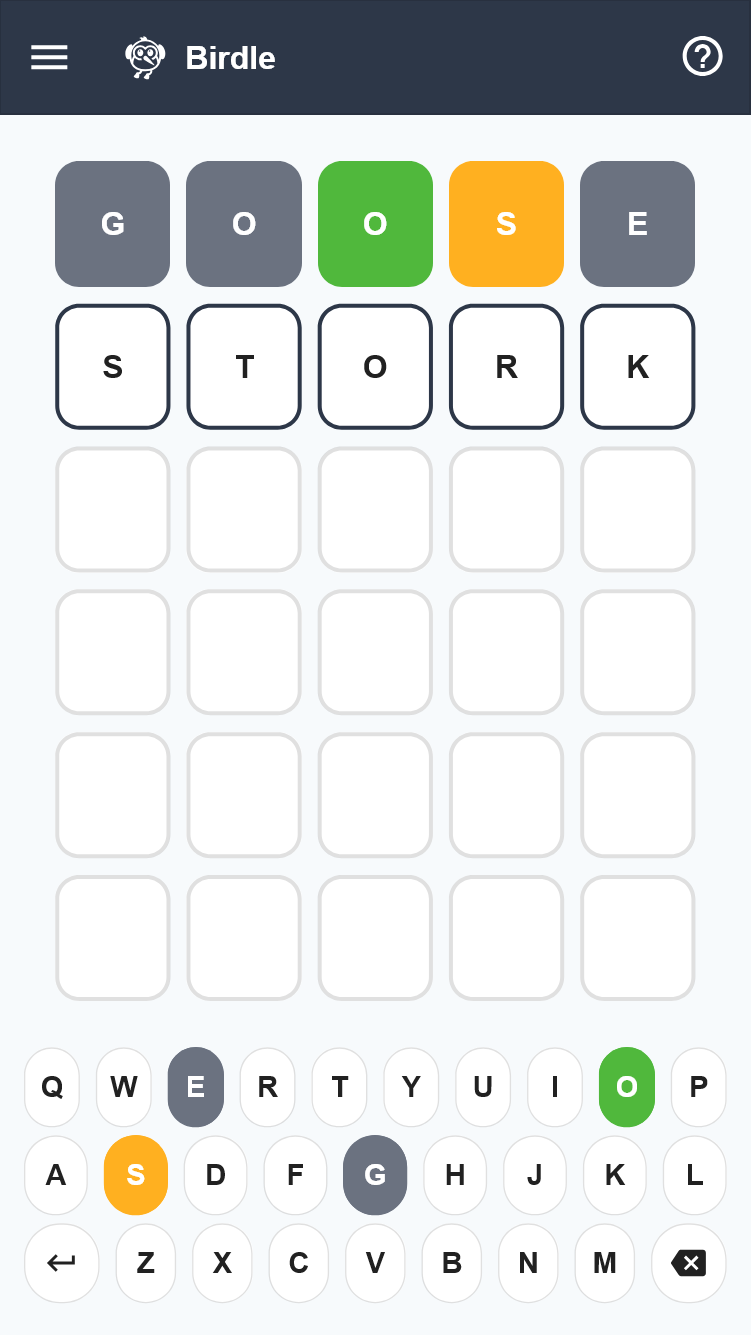 Birdle
G O O S E
S T O R K
Q W E R T Y U I O P
A S D F G H J K L
Z X C V B N M